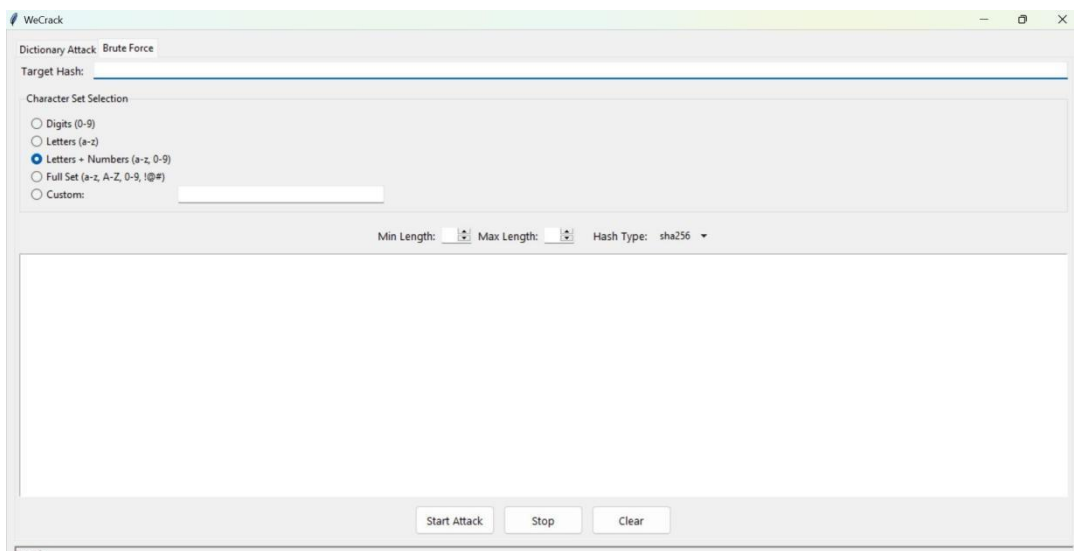 WeCrack
Dictionary Attack Brute Force
Target Hash:
Character Set Selection
Digits (0-9)
Letters (a-z)
Letters + Numbers (a-z, 0-9)
Full Set (a-z, A-Z, 0-9, !@#)
Custom:
Min Length: Max Length: Hash Type: sha256
Start Attack Stop Clear